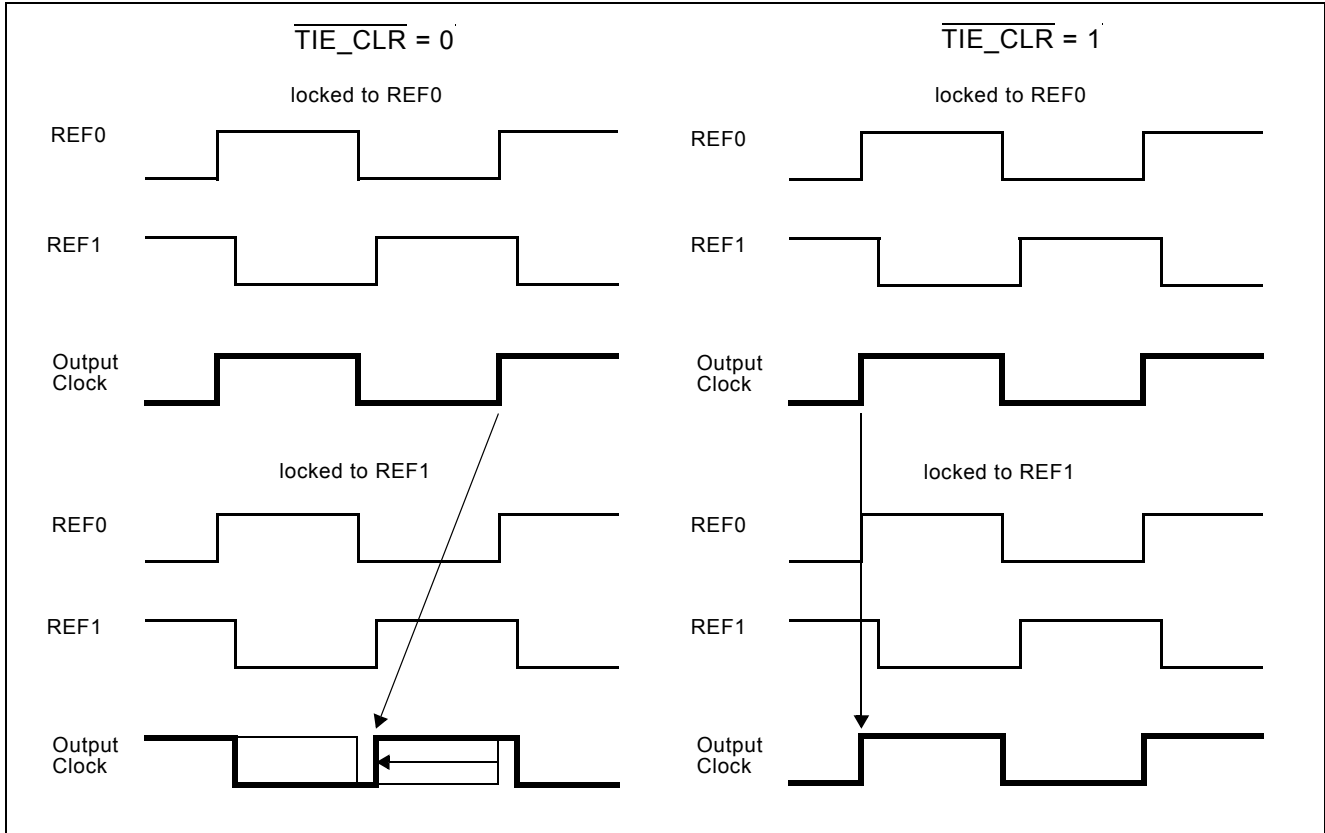 TIE_CLR = 0
locked to REF0
REF0
REF1
Output
Clock
locked to REF1
REF0
REF1
Output
Clock
TIE_CLR = 1
locked to REF0
REF0
REF1
Output
Clock
locked to REF1
REF0
REF1
Output
Clock